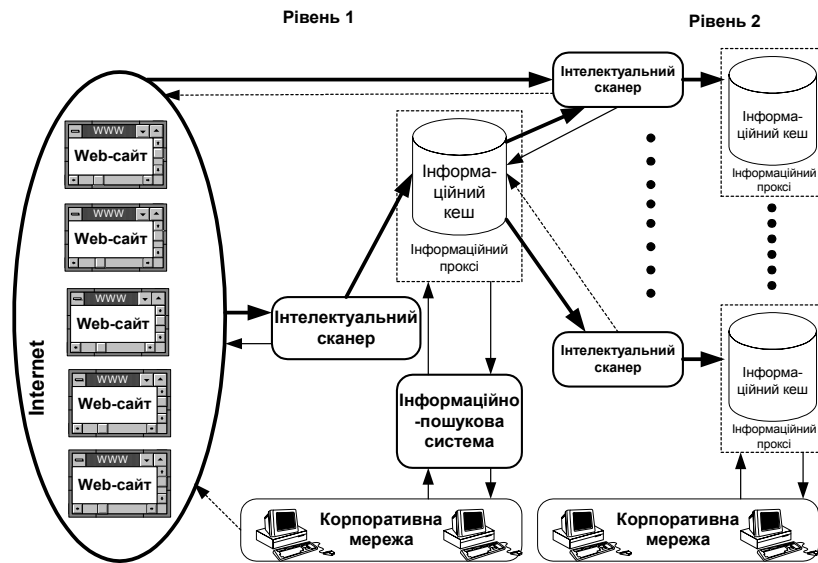 Рівень 1
Рівень 2
Інтелектуальний
сканер
Інформа-
ційний кеш
Інформаційний
проксі
WWW
Web-сайт
WWW
Web-сайт
WWW
Web-сайт
WWW
Web-сайт
WWW
Web-сайт
Internet
Інформа-
ційний
кеш
Інформаційний
проксі
Інтелектуальний
сканер
Інтелектуальний
сканер
Інформа-
ційний кеш
Інформаційний
проксі
Інформаційно
-пошукова
система
Корпоративна
мережа
Корпоративна
мережа